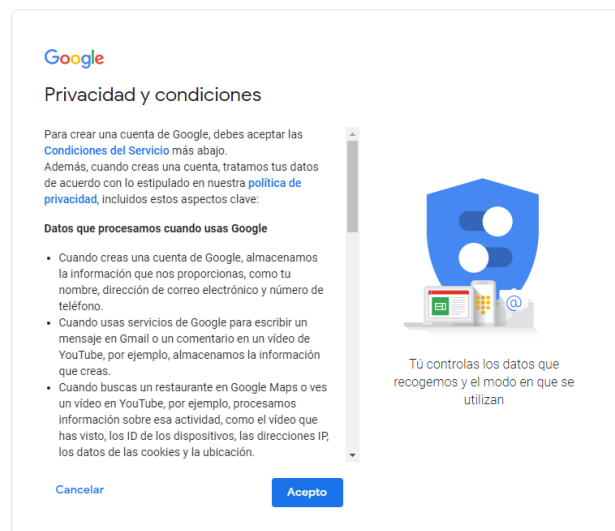 Google
Privacidad y condiciones
Para crear una cuenta de Google, debes aceptar las
Condiciones del Servicio más abajo.
Además, cuando creas una cuenta, tratamos tus datos
de acuerdo con lo estipulado en nuestra política de
privacidad, incluidos estos aspectos clave:
Datos que procesamos cuando usas Google
• Cuando creas una cuenta de Google, almacenamos
la información que nos proporcionas, como tu
nombre, dirección de correo electrónico y número de
teléfono.
• Cuando usas servicios de Google para escribir un
mensaje en Gmail o un comentario en un vídeo de
YouTube, por ejemplo, almacenamos la información
que creas.
• Cuando buscas un restaurante en Google Maps o ves
un vídeo en YouTube, por ejemplo, procesamos
información sobre esa actividad, como el vídeo que
has visto, los ID de los dispositivos, las direcciones IP,
los datos de las cookies y la ubicación.
@
Tú controlas los datos que
recogemos y el modo en que se
utilizan
Cancelar
Acepto